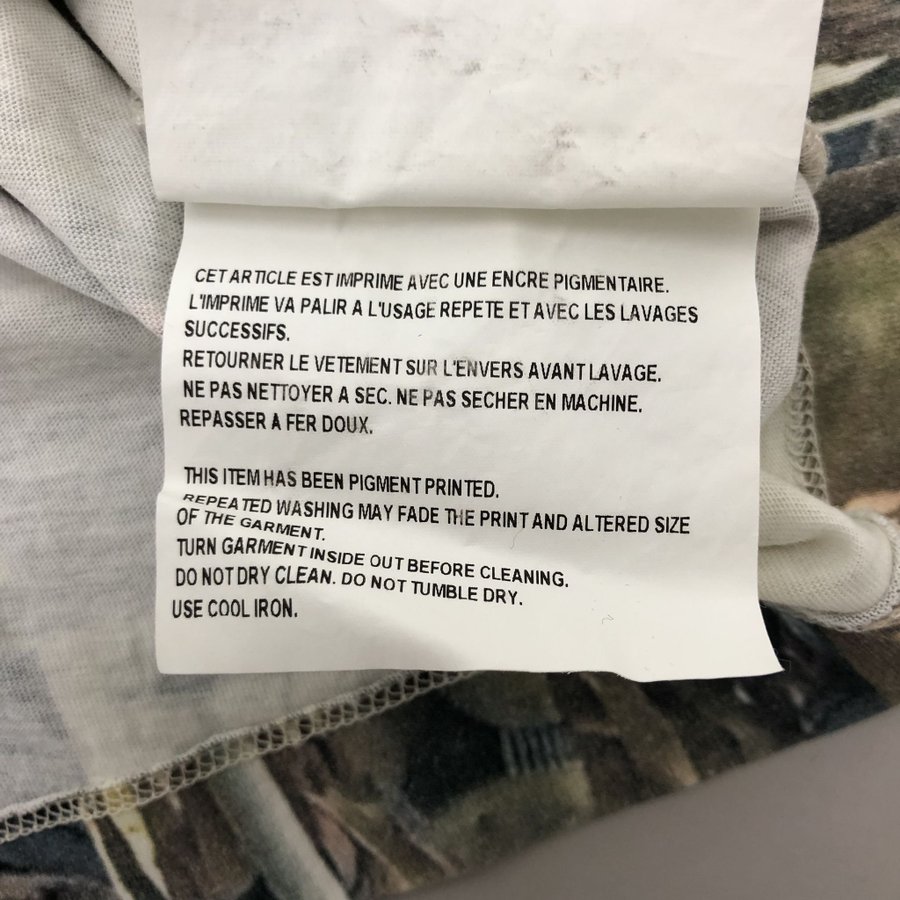 CET ARTICLE EST IMPRIME AVEC UNE ENCRE PIGMENTAIRE.
L'IMPRIME VA PALIR A L'USAGE REPETE ET AVEC LES LAVAGES
SUCCESSIFS.
RETOURNER LE VETEMENT SUR L'ENVERS AVANT LAVAGE.
NE PAS NETTOYER A SEC. NE PAS SECHER EN MACHINE.
REPASSER A FER DOUX.
THIS ITEM HAS BEEN PIGMENT PRINTED.
REPEATED WASHING MAY FADE THE PRINT AND ALTERED SIZE
OF THE GARMENT.
TURN GARMENT INSIDE OUT BEFORE CLEANING.
DO NOT DRY CLEAN. DO NOT TUMBLE DRY.
USE COOL IRON.